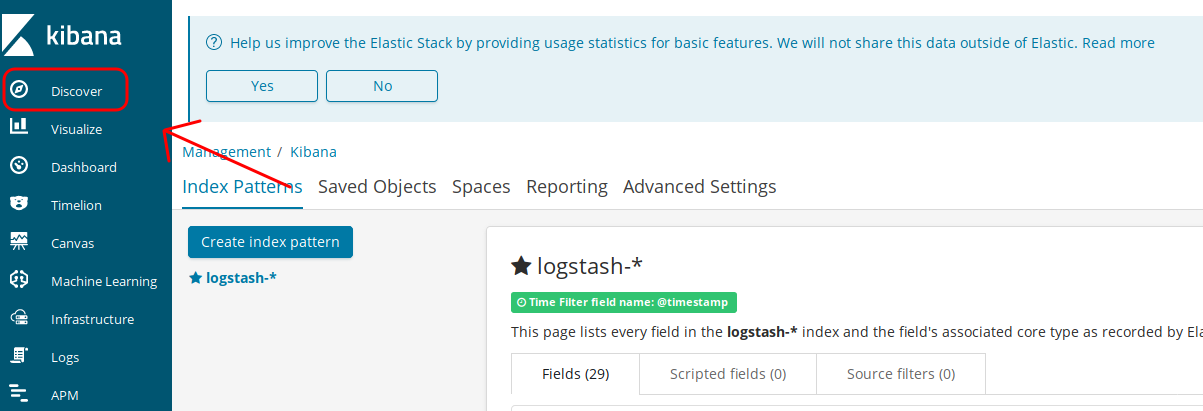 kibana
Discover
Visualize
Dashboard
Timelion
Canvas
Machine Learning
Infrastructure
Logs
APM
Help us improve the Elastic Stack by providing usage statistics for basic features. We will not share this data outside of Elastic. Read more
Yes No
Management / Kibana
Index Patterns Saved Objects Spaces Reporting Advanced Settings
Create index pattern
logstash-*
logstash-*
Time Filter field name: @timestamp
This page lists every field in the logstash-* index and the field's associated core type as recorded by Ela
Fields (29) Scripted fields (0) Source filters (0)